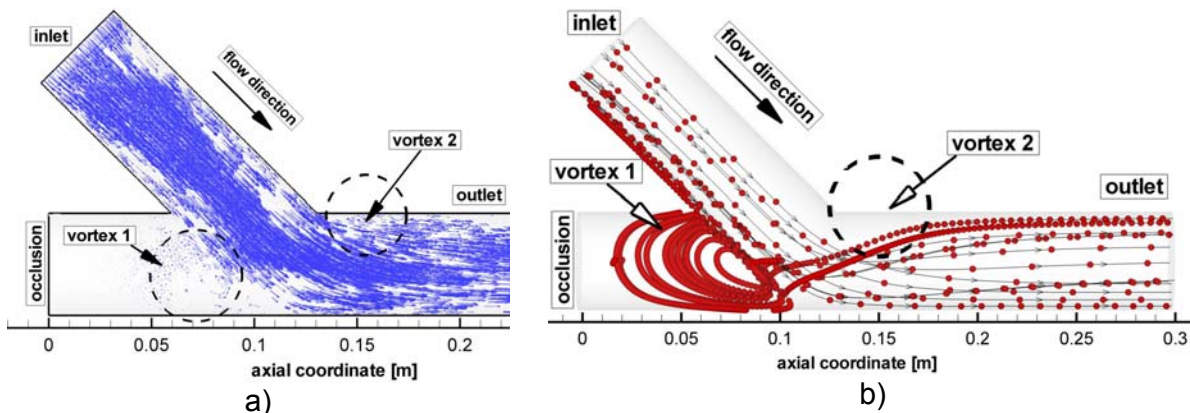 inlet
flow direction
vortex 2
outlet
vortex 1
occlusion
0 0.05 0.1 0.15 0.2
axial coordinate [m]
a)
inlet
flow direction
vortex 1
vortex 2
outlet
occlusion
0 0.05 0.1 0.15 0.20 0.25 0.3
axial coordinate [m]
b)